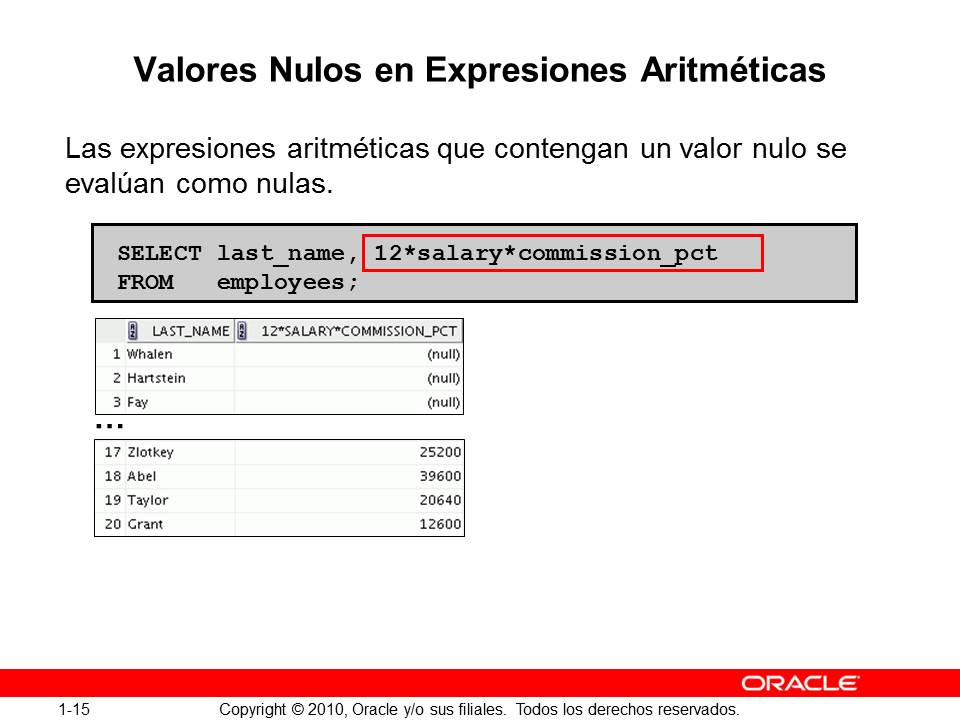 Valores Nulos en Expresiones Aritméticas
Las expresiones aritméticas que contengan un valor nulo se
evalúan como nulas.
SELECT last_name, 12*salary*commission_pct
FROM employees;
LAST_NAME 12*SALARY*COMMISSION_PCT
1 Whalen (null)
2 Hartstein (null)
3 Fay (null)
…
17 Zlotkey 25200
18 Abel 39600
19 Taylor 20640
20 Grant 12600
ORACLE
1-15 Copyright © 2010, Oracle y/o sus filiales. Todos los derechos reservados.